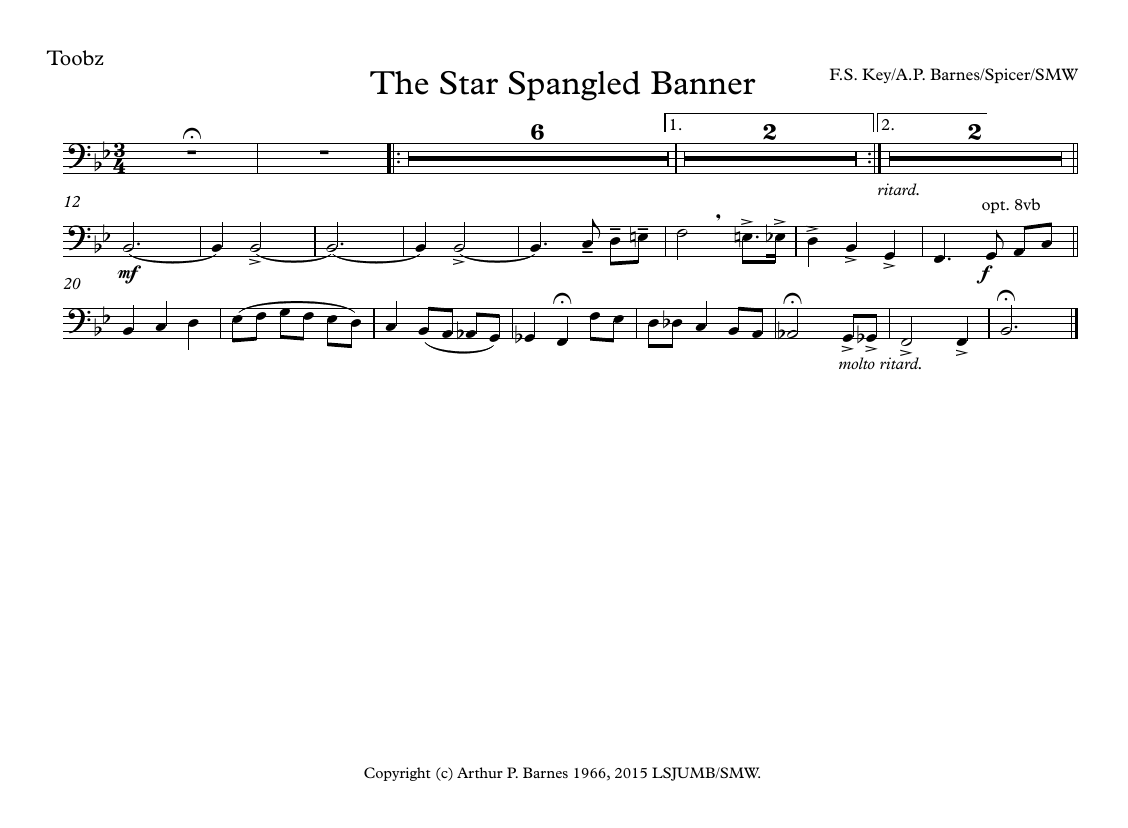 Toobz
The Star Spangled Banner
F.S. Key/A.P. Barnes/Spicer/SMW
3
4
6
1.
2
2.
2
ritard.
12
opt. 8vb
mf
f
20
molto ritard.
Copyright (c) Arthur P. Barnes 1966, 2015 LSJUMB/SMW.